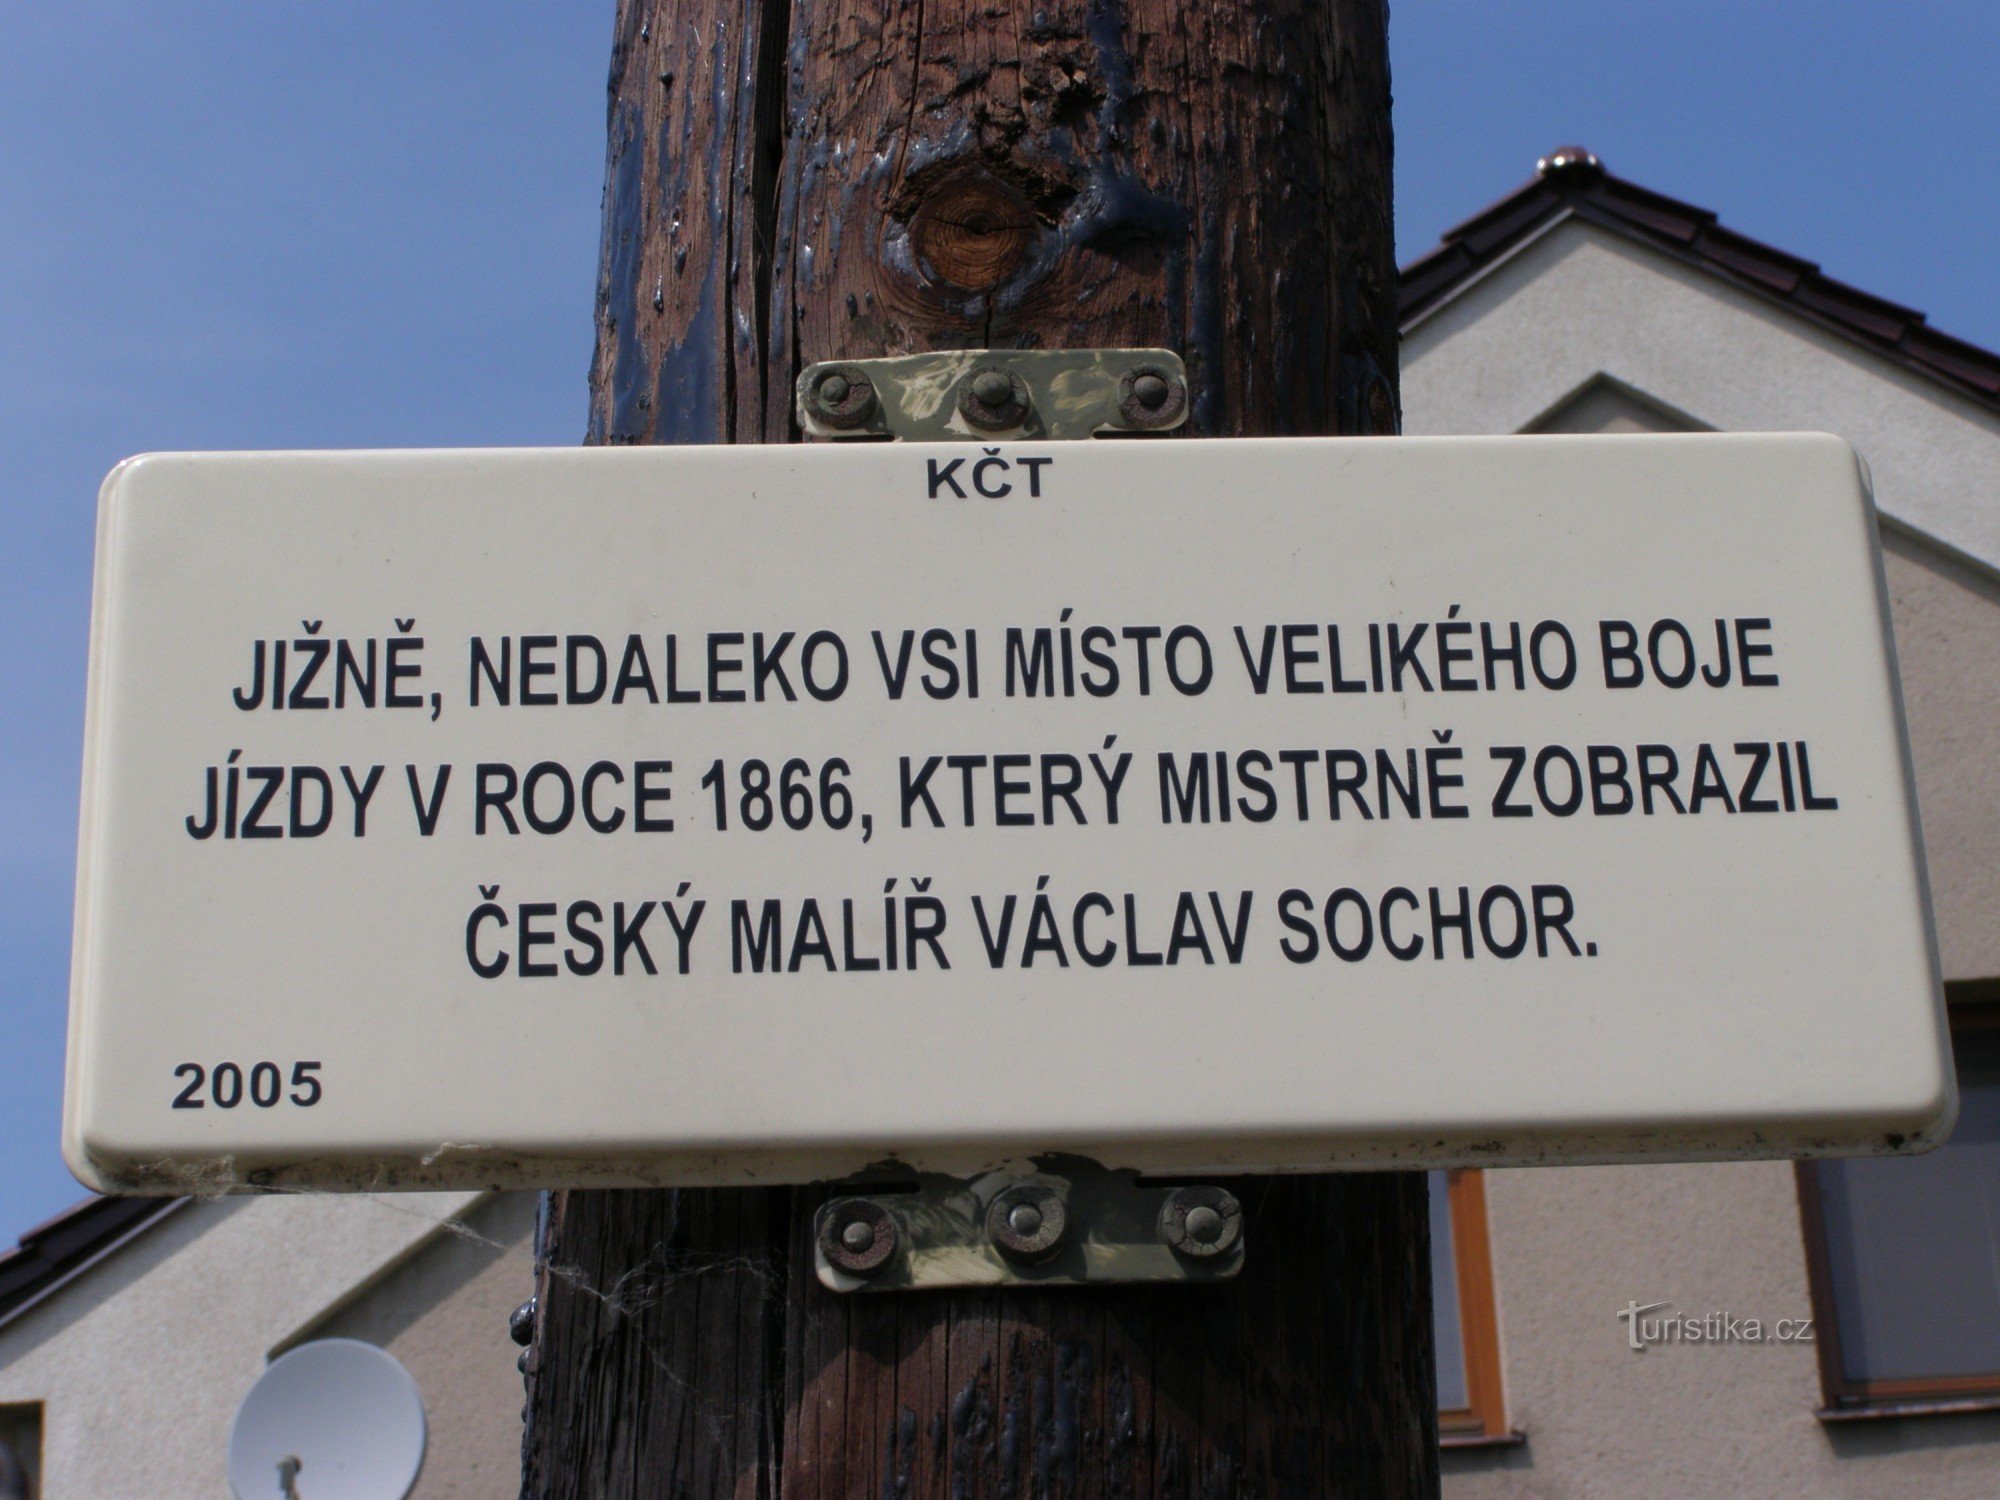 KČT
JIŽNĚ, NEDALEKO VSI MÍSTO VELIKÉHO BOJE
JÍZDY V ROCE 1866, KTERÝ MISTRNĚ ZOBRAZIL
ČESKÝ MALÍŘ VÁCLAV SOCHOR.
2005
Turistika.cz